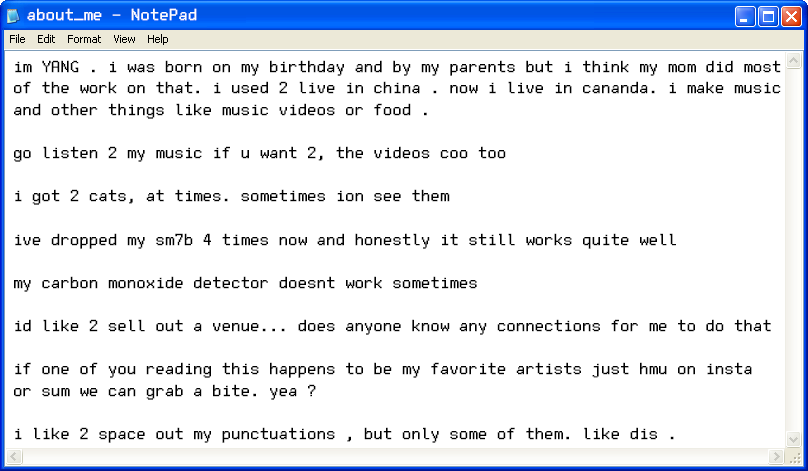 about_me - NotePad
File Edit Format View Help
im YANG . i was born on my birthday and by my parents but i think my mom did most
of the work on that. i used 2 live in china . now i live in cananda. i make music
and other things like music videos or food .
go listen 2 my music if u want 2, the videos coo too
i got 2 cats, at times. sometimes ion see them
ive dropped my sm7b 4 times now and honestly it still works quite well
my carbon monoxide detector doesnt work sometimes
id like 2 sell out a venue... does anyone know any connections for me to do that
if one of you reading this happens to be my favorite artists just hmu on insta
or sum we can grab a bite. yea ?
i like 2 space out my punctuations , but only some of them. like dis .